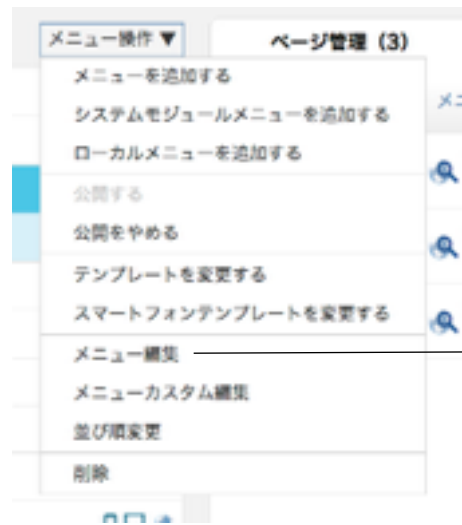 メニュー操作 ▼
ページ管理（3）
メニューを追加する
システムモジュールメニューを追加する
ローカルメニューを追加する
公開する
公開をやめる
テンプレートを変更する
スマートフォンテンプレートを変更する
メニュー編集
メニューカスタム編集
並び順変更
削除